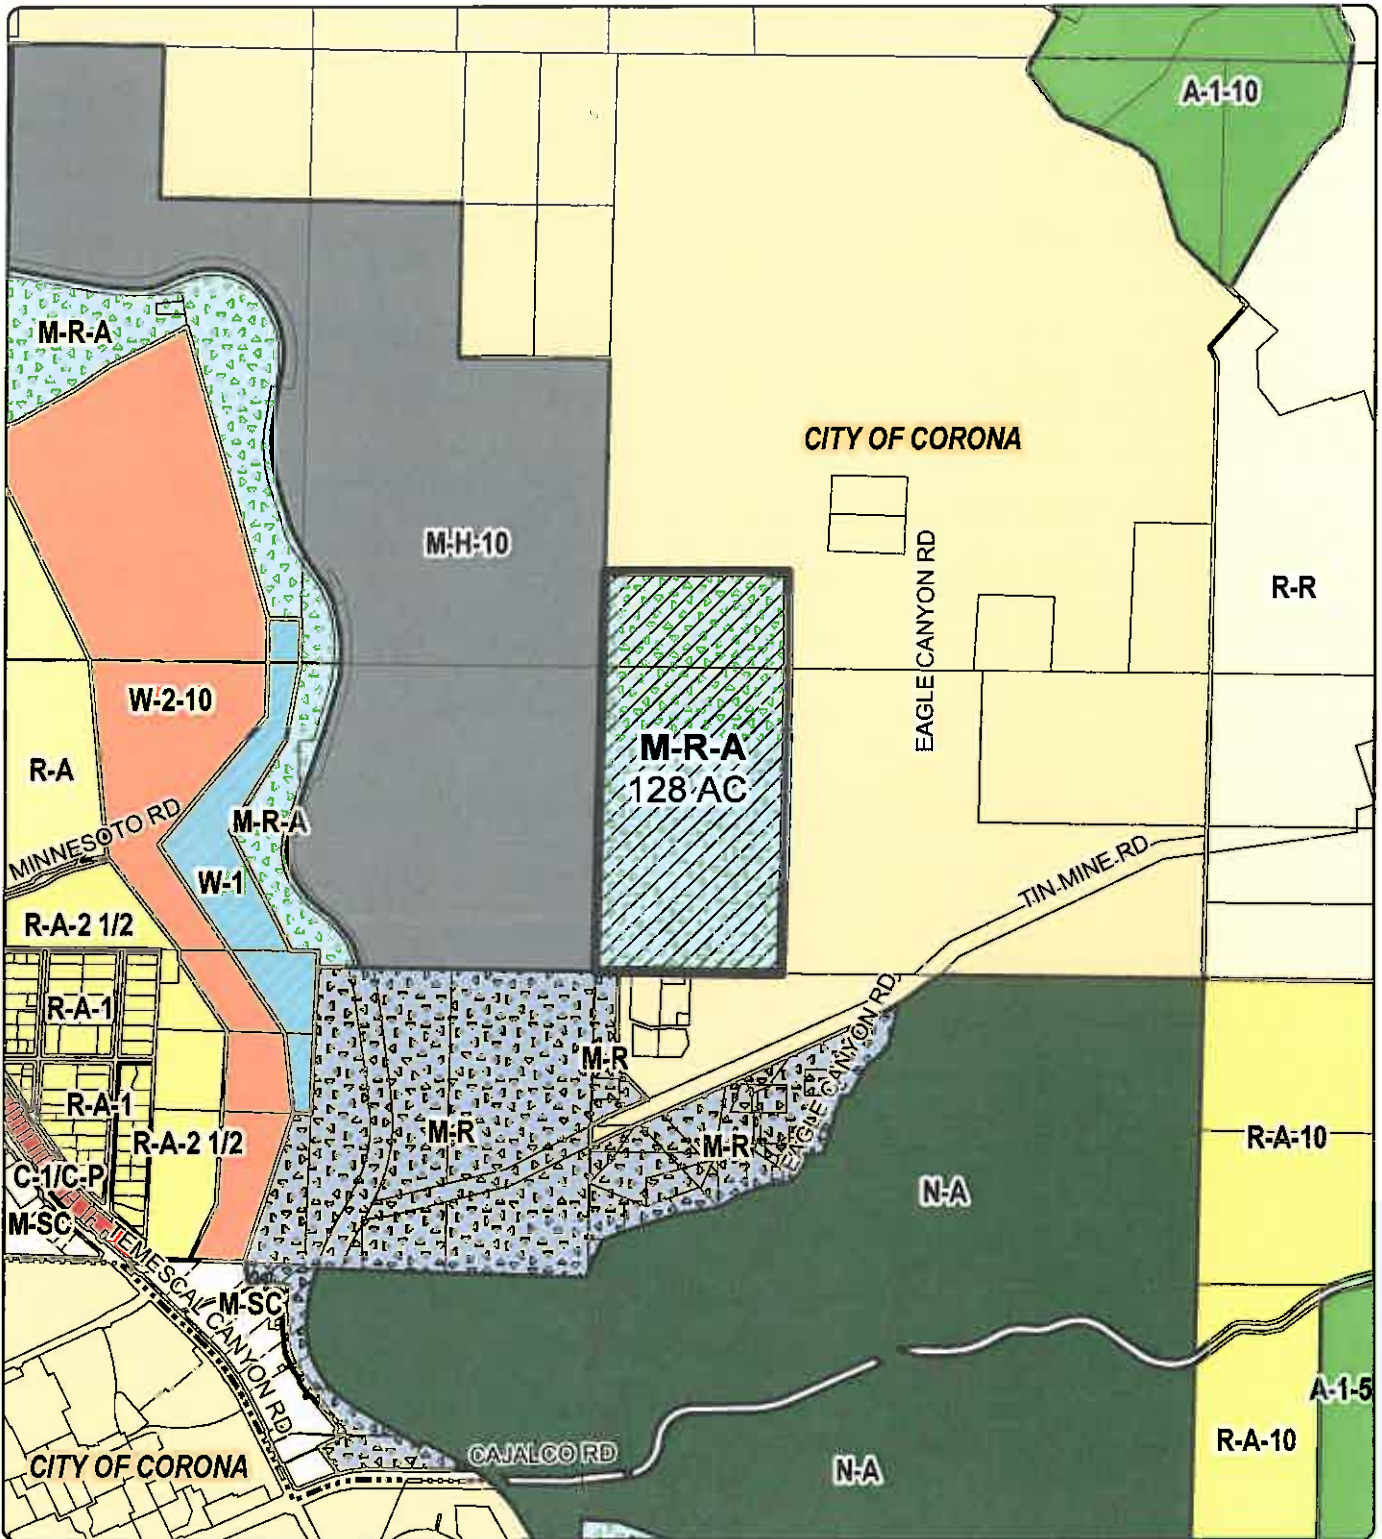 A-1-10
M-R-A
CITY OF CORONA
M-H-10
EAGLE CANYON RD
R-R
W-2-10
M-R-A
128 AC
R-A
MINNESOTO RD
M-R-A
W-1
TIN-MINE-RD
R-A-2 1/2
R-A-1
M-R
EAGLE CANYON RD
R-A-1
R-A-2 1/2
M-R
M-R
R-A-10
C-1/C-P
N-A
M-SC
TEMESCAL CANYON RD
M-SC
A-1-5
R-A-10
CITY OF CORONA
CAJALCO RD
N-A